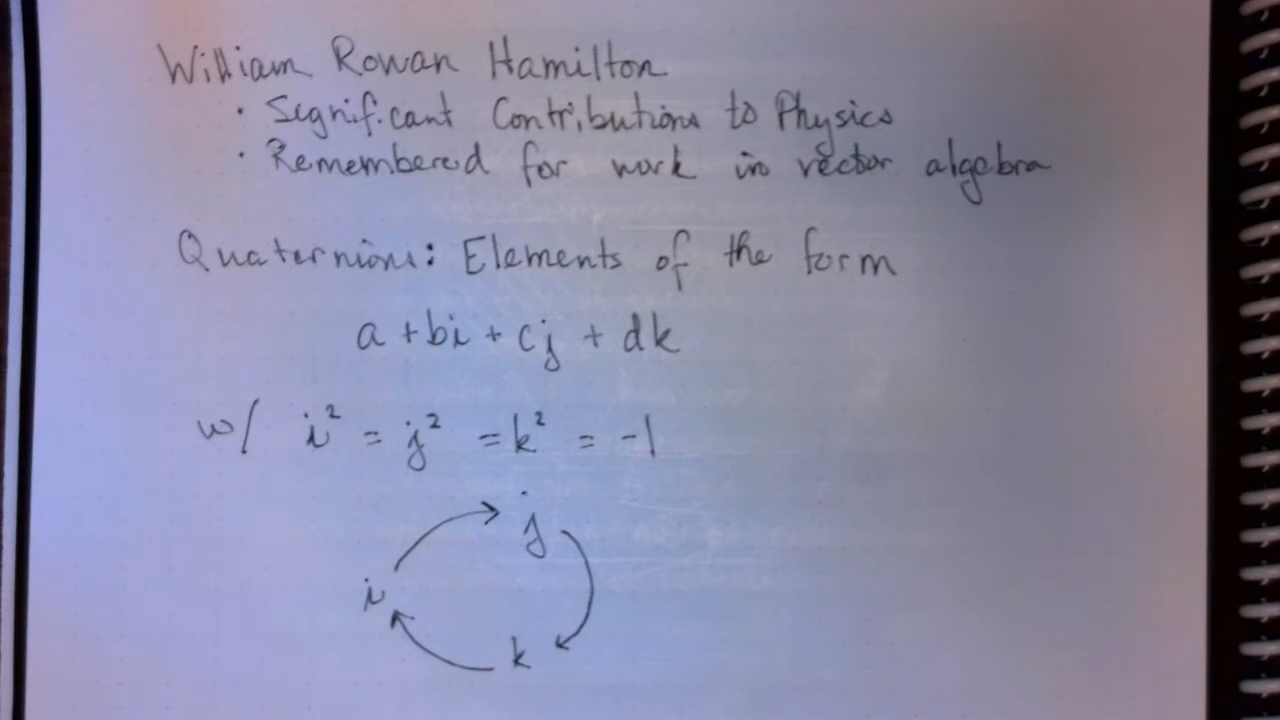 William Rowan Hamilton
· Significant Contributions to Physics
· Remembered for work in vector algebra
Quaternions: Elements of the form
a + bi + cj + dk
w/ i² = j² = k² = -1
j
i
k